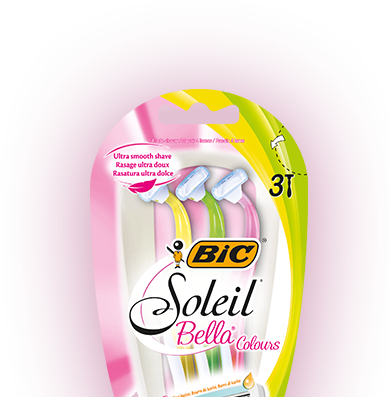 Ultra smooth shave
Rasage ultra doux
Rasatura ultra dolce
3
BIC®
Soleil®
Bella®
Colours